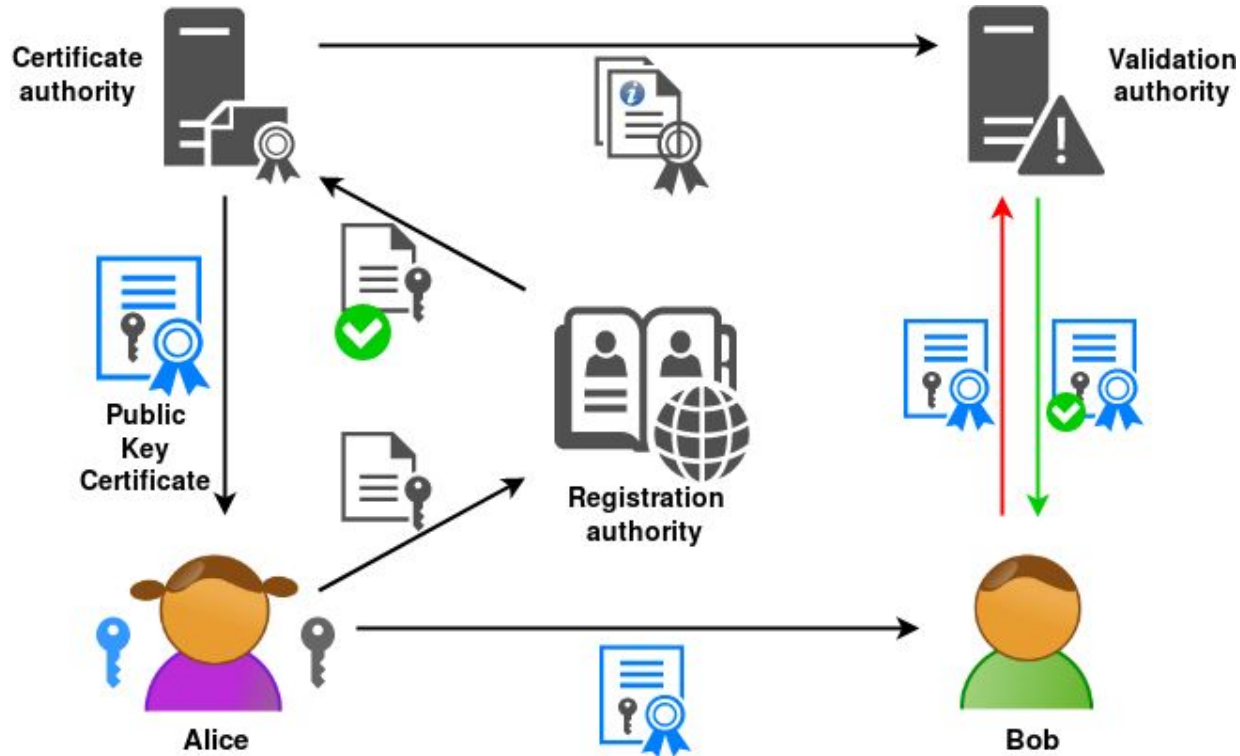 Certificate
authority
Validation
authority
Public
Key
Certificate
Registration
authority
Alice
Bob